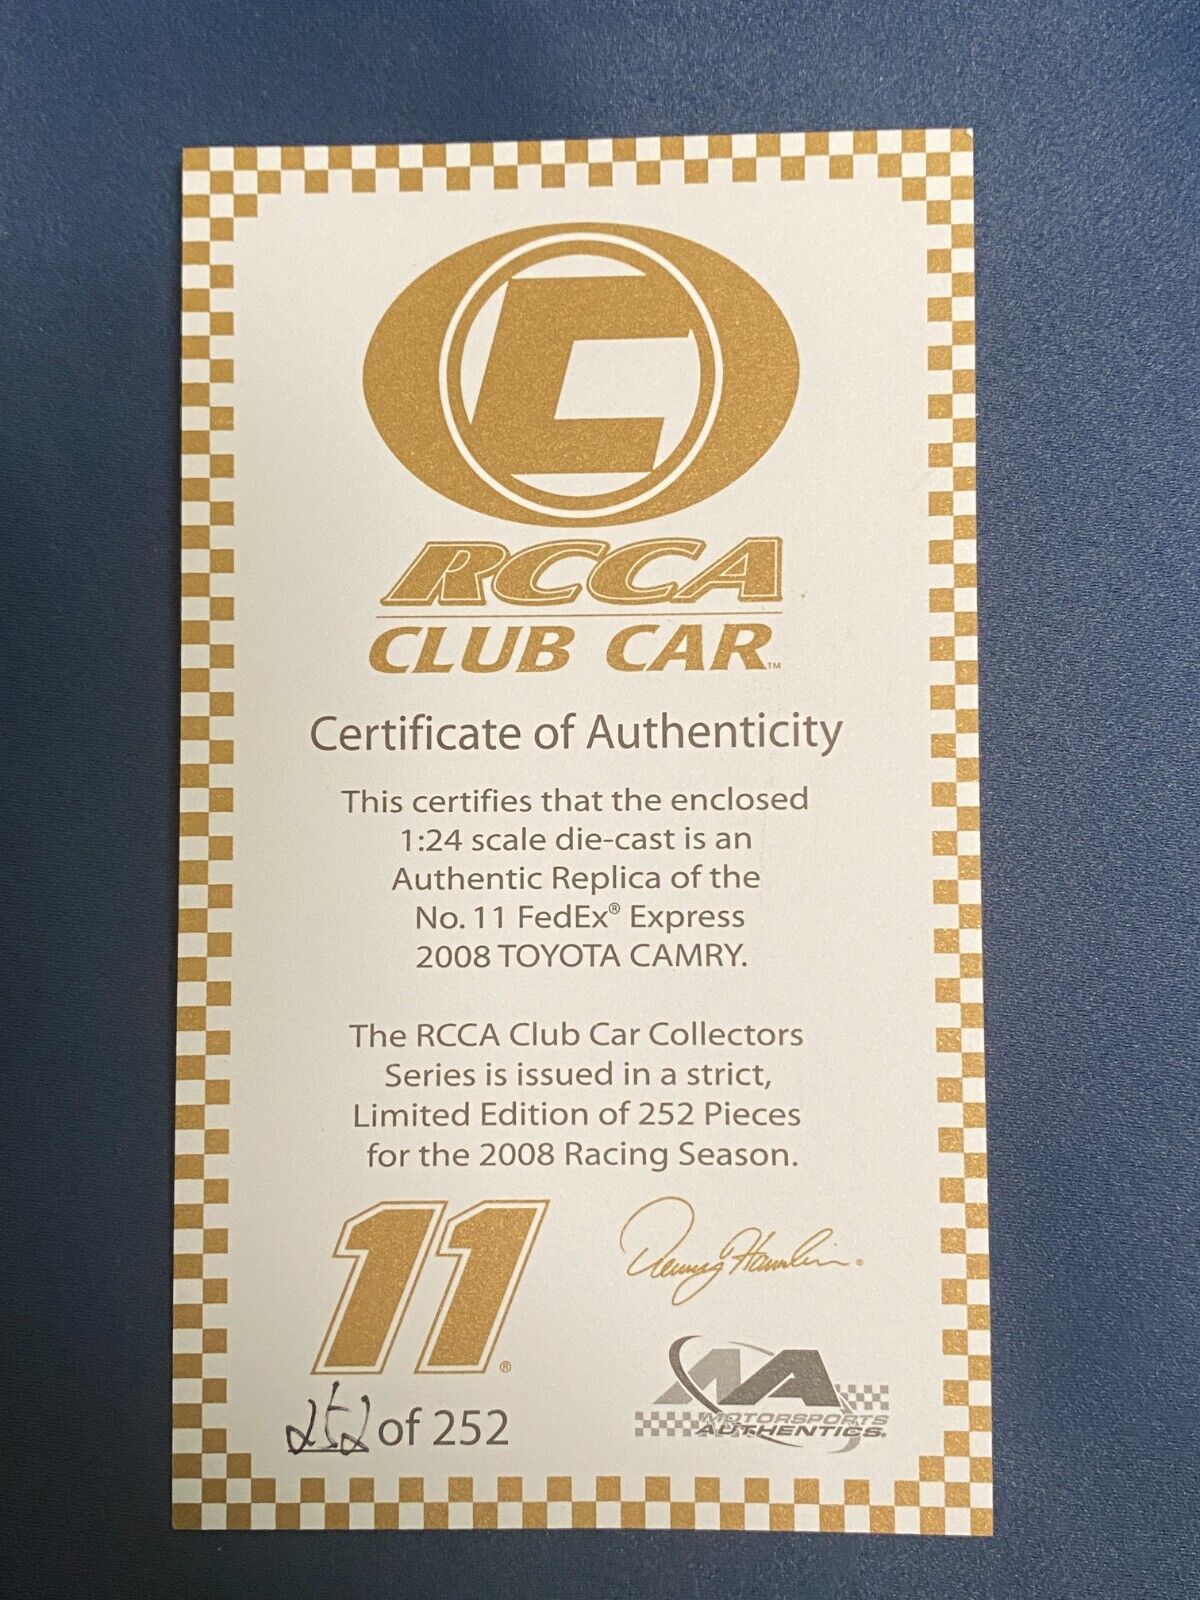 C
RCCA
CLUB CAR™
Certificate of Authenticity
This certifies that the enclosed
1:24 scale die-cast is an
Authentic Replica of the
No. 11 FedEx® Express
2008 TOYOTA CAMRY.
The RCCA Club Car Collectors
Series is issued in a strict,
Limited Edition of 252 Pieces
for the 2008 Racing Season.
11®
Denny Hamlin®
252 of 252
MA
MOTORSPORTS
AUTHENTICS®